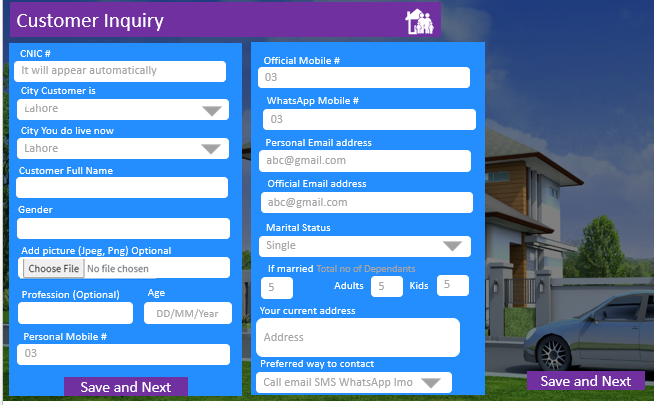 Customer Inquiry
CNIC #
It will appear automatically
City Customer is
Lahore
City You do live now
Lahore
Customer Full Name
Gender
Add picture (Jpeg, Png) Optional
Choose File No file chosen
Profession (Optional) Age
DD/MM/Year
Personal Mobile #
03
Save and Next
Official Mobile #
03
WhatsApp Mobile #
03
Personal Email address
abc@gmail.com
Official Email address
abc@gmail.com
Marital Status
Single
If married Total no of Dependants
5 Adults 5 Kids 5
Your current address
Address
Preferred way to contact
Call email SMS WhatsApp Imo
Save and Next